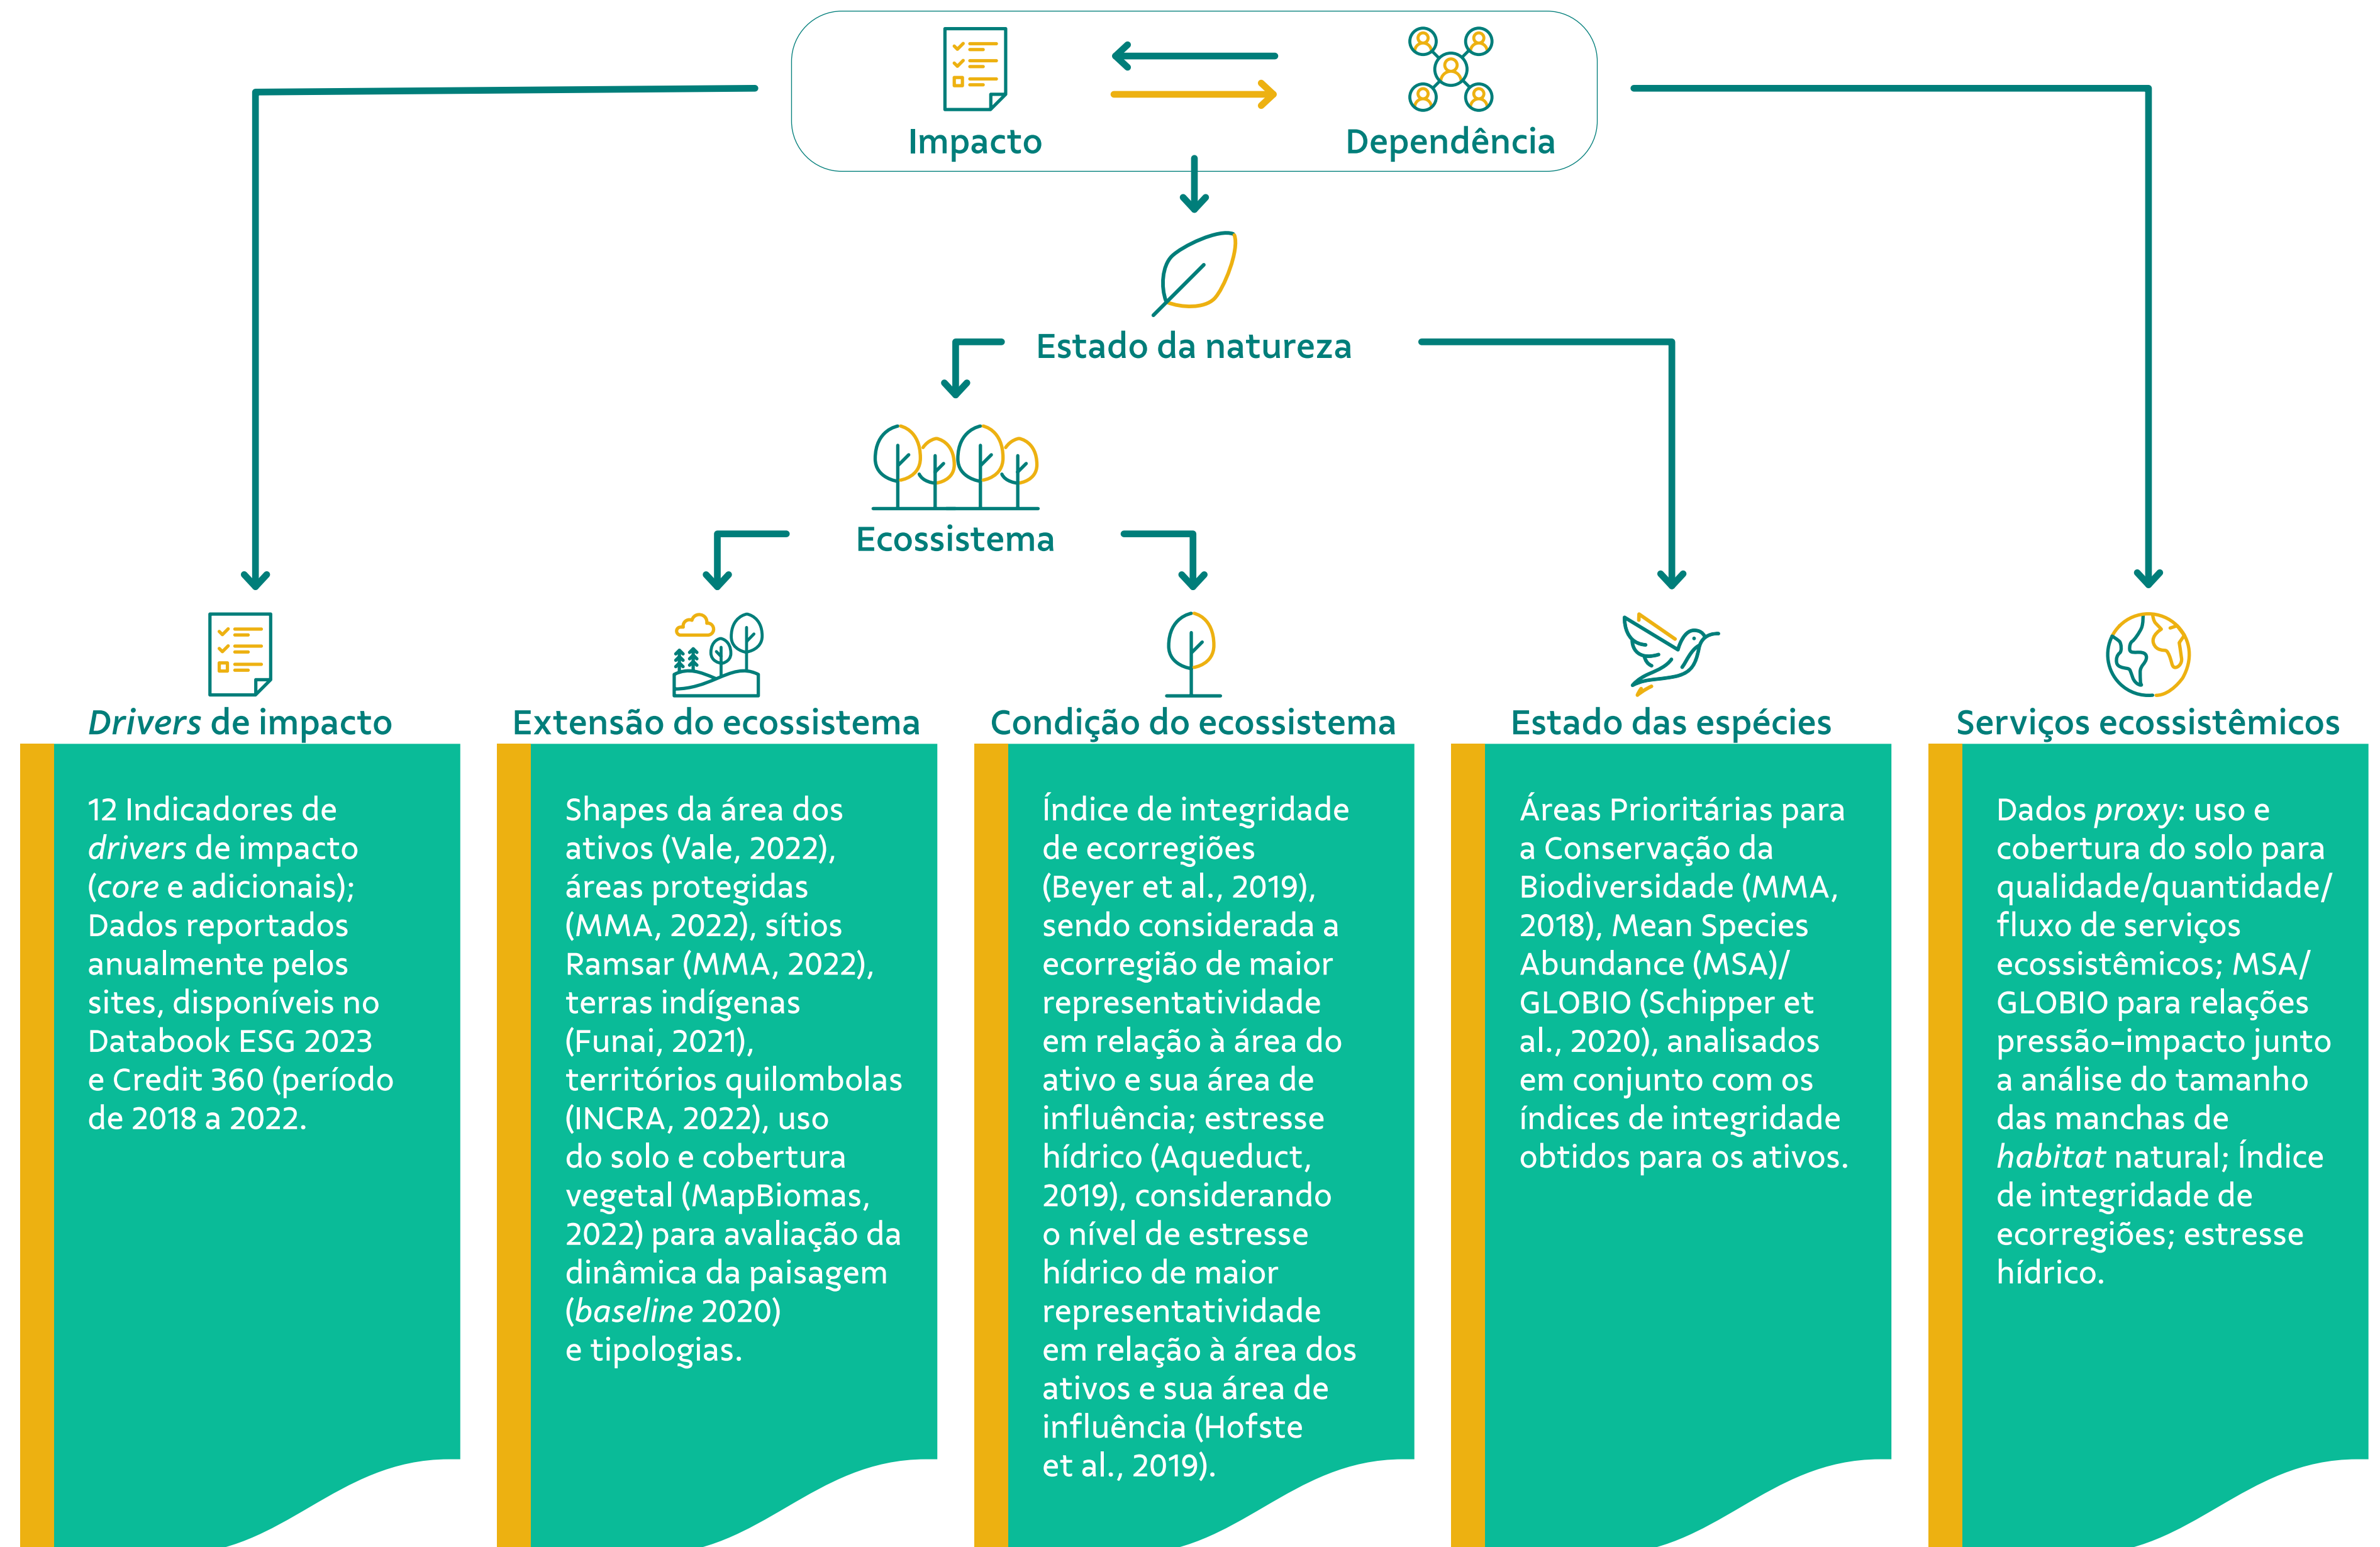 Impacto
Dependência
Estado da natureza
Ecossistema
Drivers de impacto
12 Indicadores de
drivers de impacto
(core e adicionais);
Dados reportados
anualmente pelos
sites, disponíveis no
Databook ESG 2023
e Credit 360 (período
de 2018 a 2022.
Extensão do ecossistema
Shapes da área dos
ativos (Vale, 2022),
áreas protegidas
(MMA, 2022), sítios
Ramsar (MMA, 2022),
terras indígenas
(Funai, 2021),
territórios quilombolas
(INCRA, 2022), uso
do solo e cobertura
vegetal (MapBiomas,
2022) para avaliação da
dinâmica da paisagem
(baseline 2020)
e tipologias.
Condição do ecossistema
Índice de integridade
de ecorregiões
(Beyer et al., 2019),
sendo considerada a
ecorregião de maior
representatividade
em relação à área do
ativo e sua área de
influência; estresse
hídrico (Aqueduct,
2019), considerando
o nível de estresse
hídrico de maior
representatividade
em relação à área dos
ativos e sua área de
influência (Hofste
et al., 2019).
Estado das espécies
Áreas Prioritárias para
a Conservação da
Biodiversidade (MMA,
2018), Mean Species
Abundance (MSA)/
GLOBIO (Schipper et
al., 2020), analisados
em conjunto com os
índices de integridade
obtidos para os ativos.
Serviços ecossistêmicos
Dados proxy: uso e
cobertura do solo para
qualidade/quantidade/
fluxo de serviços
ecossistêmicos; MSA/
GLOBIO para relações
pressão-impacto junto
a análise do tamanho
das manchas de
habitat natural; Índice
de integridade de
ecorregiões; estresse
hídrico.